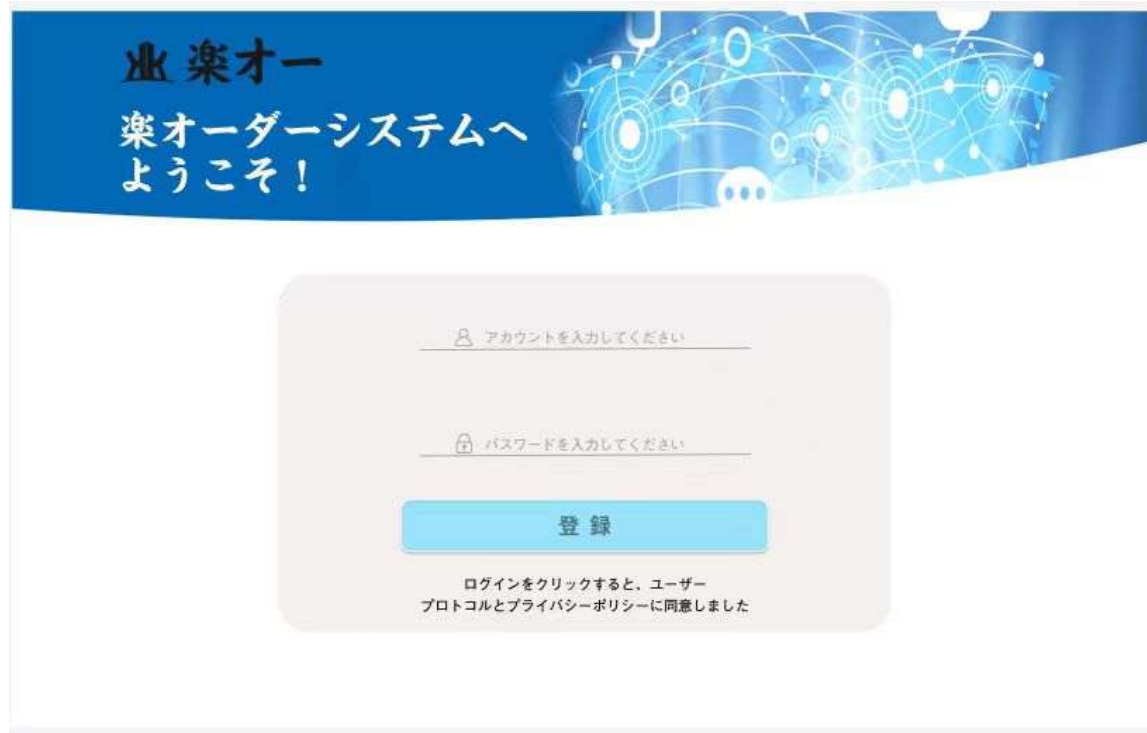 楽オー
楽オーダーシステムへ
ようこそ！
アカウントを入力してください
パスワードを入力してください
登録
ログインをクリックすると、ユーザー
プロトコルとプライバシーポリシーに同意しました